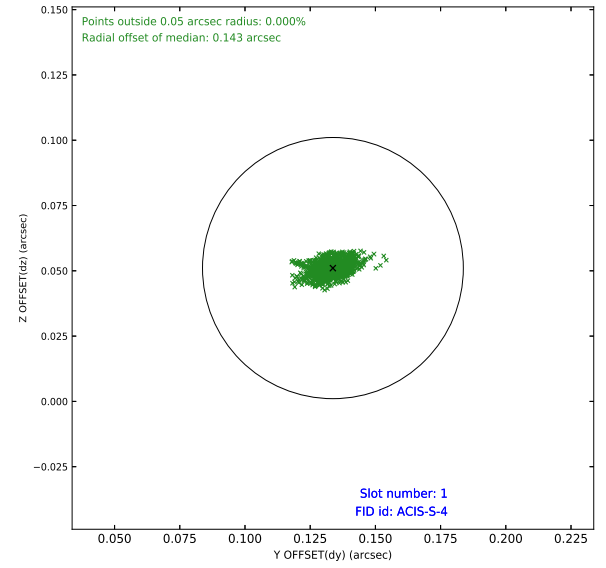 Points outside 0.05 arcsec radius: 0.000%
Radial offset of median: 0.143 arcsec
0.150
0.125
0.100
0.075
0.050
0.025
0.000
−0.025
Z OFFSET(dz) (arcsec)
Slot number: 1
FID id: ACIS-S-4
0.050 0.075 0.100 0.125 0.150 0.175 0.200 0.225
Y OFFSET(dy) (arcsec)